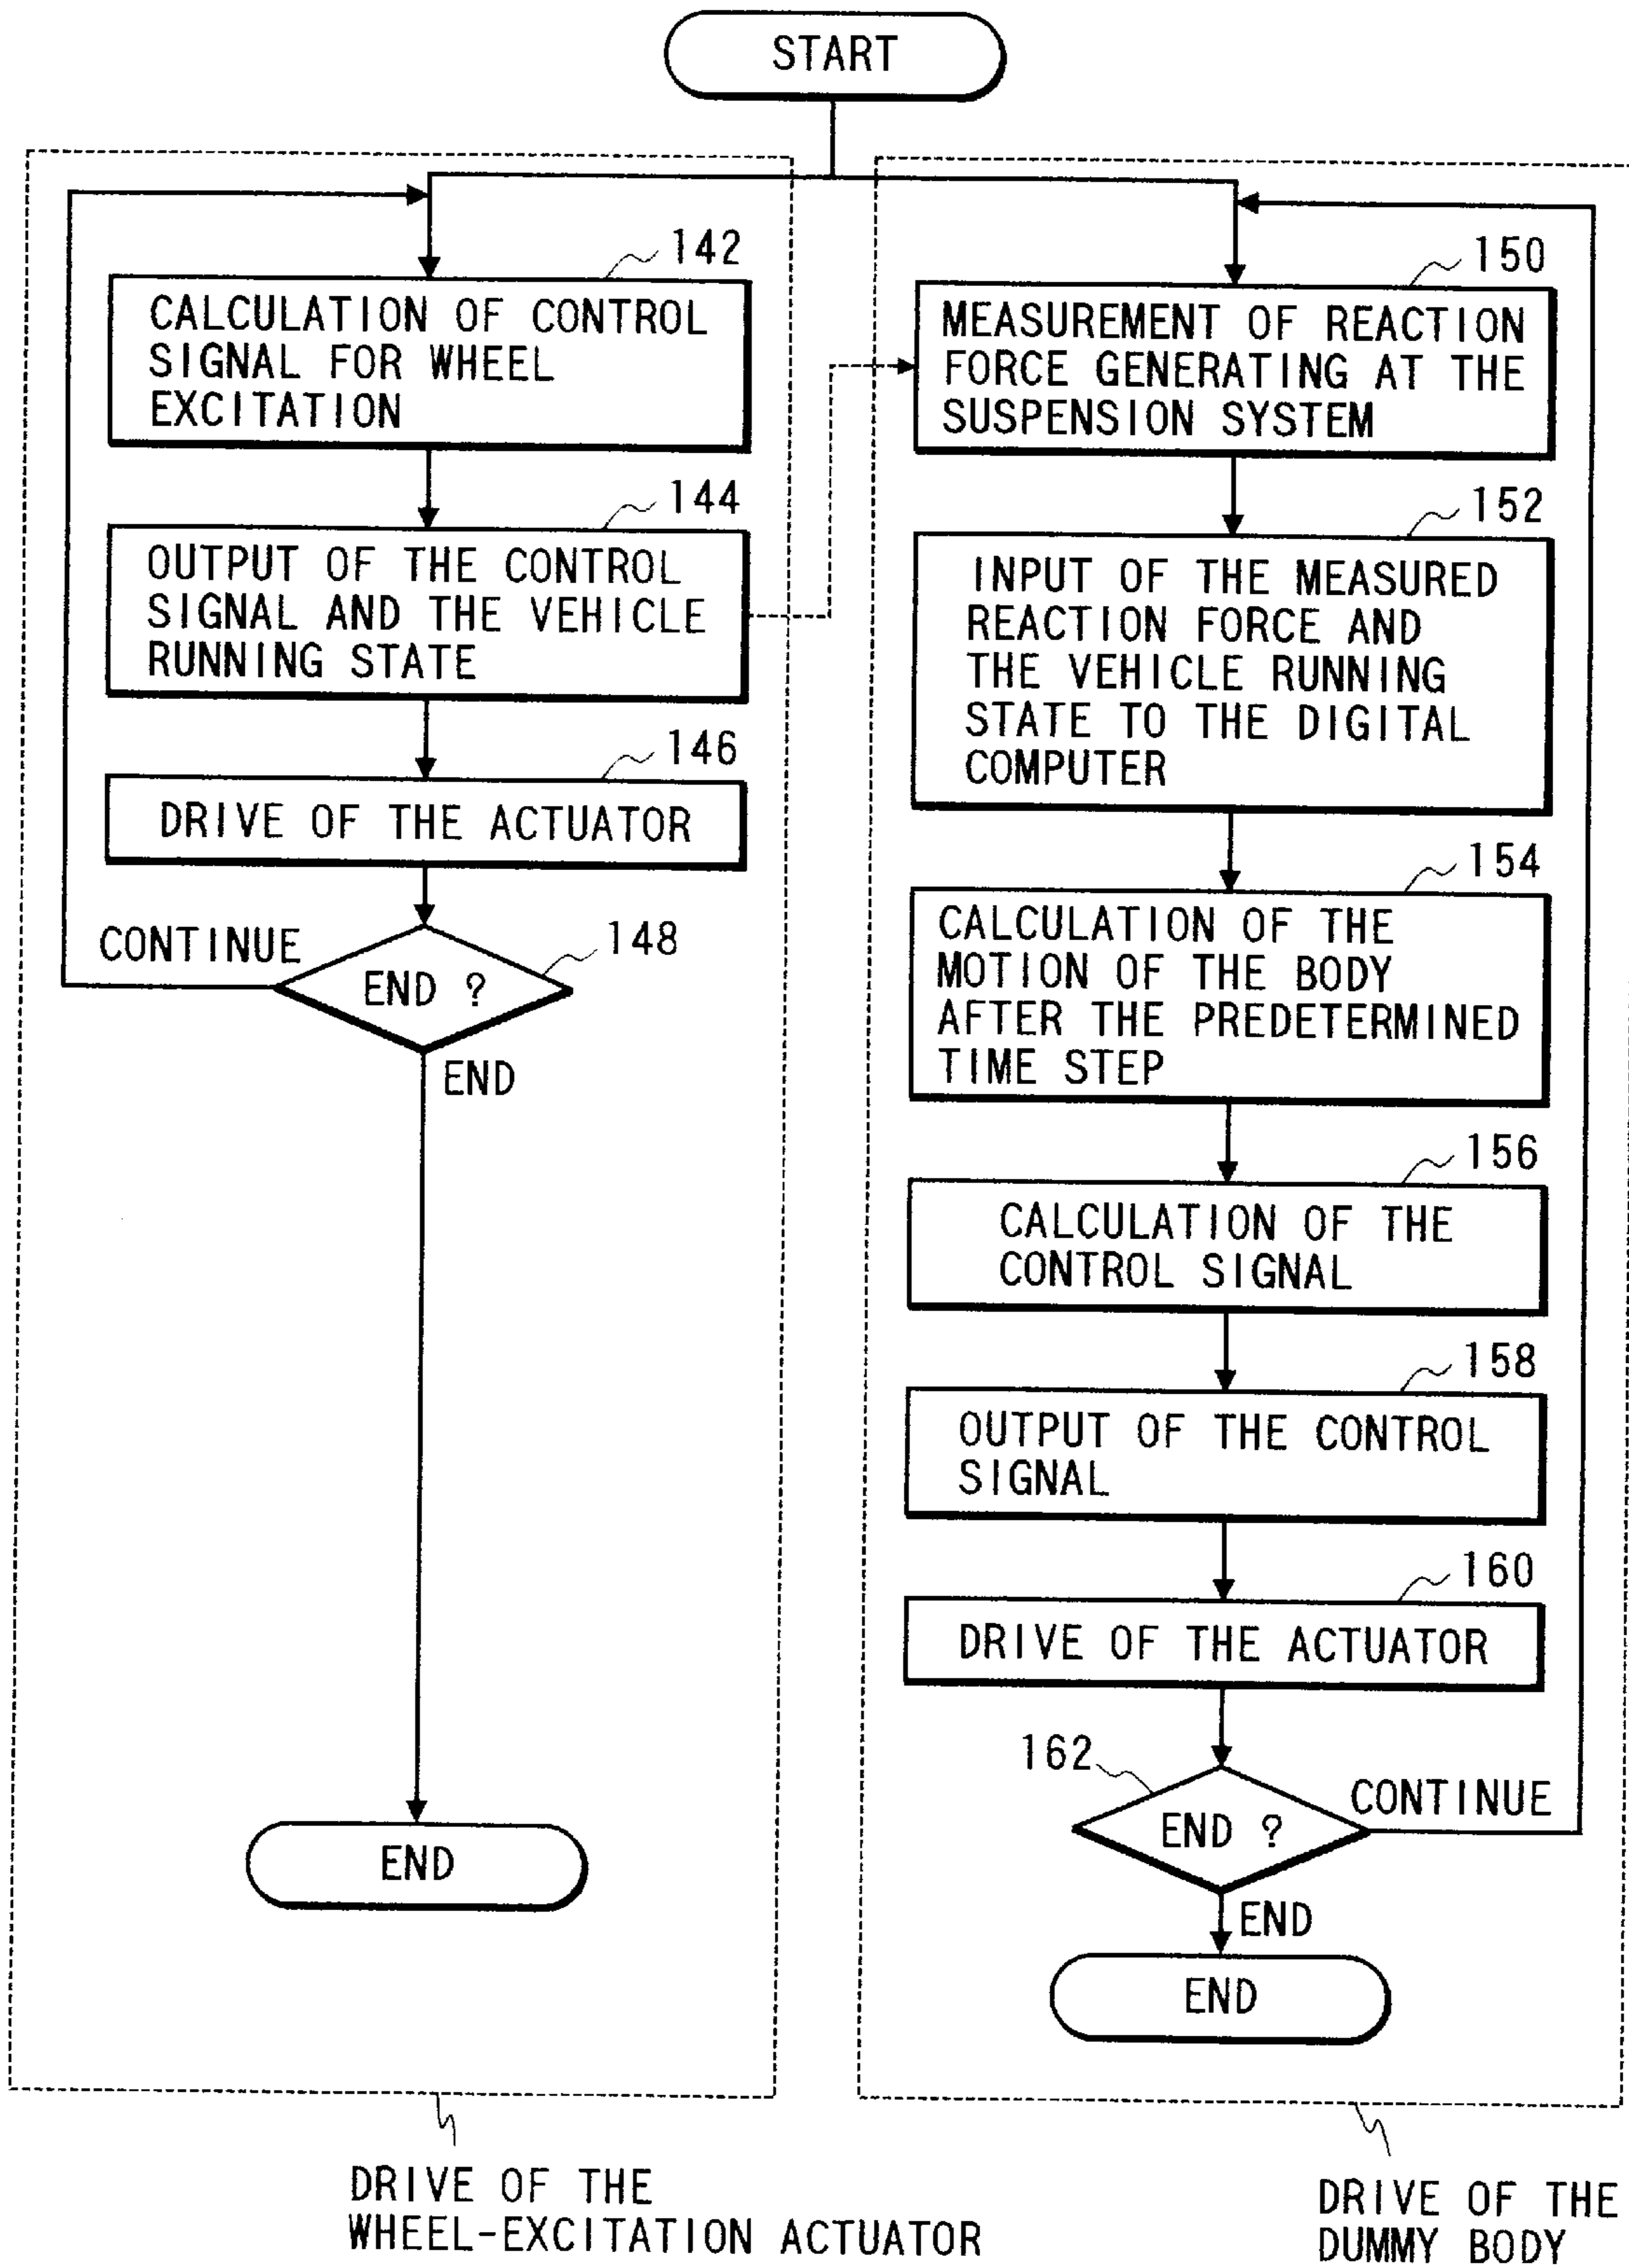 START
142
CALCULATION OF CONTROL
SIGNAL FOR WHEEL
EXCITATION
144
OUTPUT OF THE CONTROL
SIGNAL AND THE VEHICLE
RUNNING STATE
146
DRIVE OF THE ACTUATOR
CONTINUE
148
END ?
END
END
DRIVE OF THE
WHEEL-EXCITATION ACTUATOR
150
MEASUREMENT OF REACTION
FORCE GENERATING AT THE
SUSPENSION SYSTEM
152
INPUT OF THE MEASURED
REACTION FORCE AND
THE VEHICLE RUNNING
STATE TO THE DIGITAL
COMPUTER
154
CALCULATION OF THE
MOTION OF THE BODY
AFTER THE PREDETERMINED
TIME STEP
156
CALCULATION OF THE
CONTROL SIGNAL
158
OUTPUT OF THE CONTROL
SIGNAL
160
DRIVE OF THE ACTUATOR
162
END ?
CONTINUE
END
END
DRIVE OF THE
DUMMY BODY